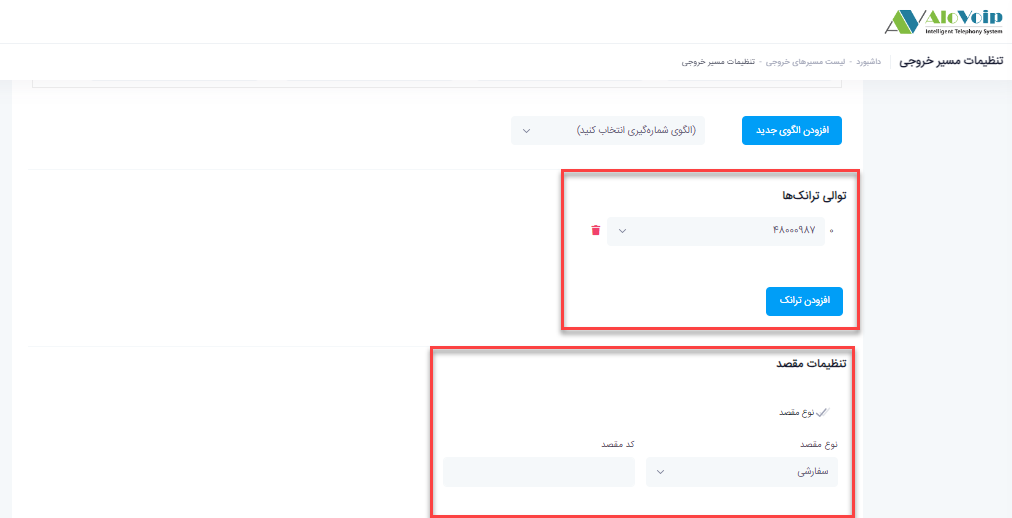 AloVoip
Intelligent Telephony System
تنظیمات مسیر خروجی
داشبورد - لیست مسیرهای خروجی - تنظیمات مسیر خروجی
افزودن الگوی جدید
(الگوی شماره‌گیری انتخاب کنید)
توالی ترانک‌ها
۰ ۴۸۰۰۰۹۸۷
افزودن ترانک
تنظیمات مقصد
نوع مقصد
نوع مقصد کد مقصد
سفارشی